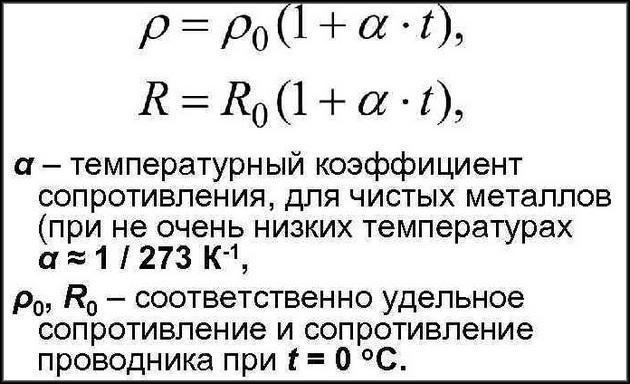 ρ = ρ₀(1 + α · t),
R = R₀(1 + α · t),
α – температурный коэффициент
сопротивления, для чистых металлов
(при не очень низких температурах
α ≈ 1 / 273 К⁻¹,
ρ₀, R₀ – соответственно удельное
сопротивление и сопротивление
проводника при t = 0 ºС.